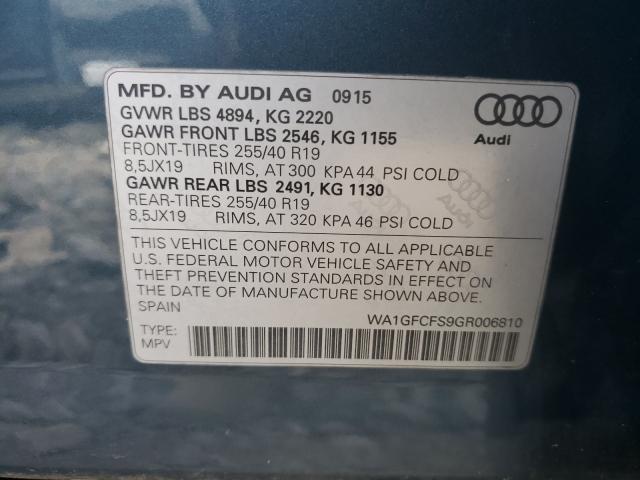 MFD. BY AUDI AG 0915
GVWR LBS 4894, KG 2220
GAWR FRONT LBS 2546, KG 1155
FRONT-TIRES 255/40 R19
8,5JX19 RIMS, AT 300 KPA 44 PSI COLD
GAWR REAR LBS 2491, KG 1130
REAR-TIRES 255/40 R19
8,5JX19 RIMS, AT 320 KPA 46 PSI COLD
Audi
Audi
THIS VEHICLE CONFORMS TO ALL APPLICABLE
U.S. FEDERAL MOTOR VEHICLE SAFETY AND
THEFT PREVENTION STANDARDS IN EFFECT ON
THE DATE OF MANUFACTURE SHOWN ABOVE.
SPAIN
WA1GFCFS9GR006810
TYPE:
MPV